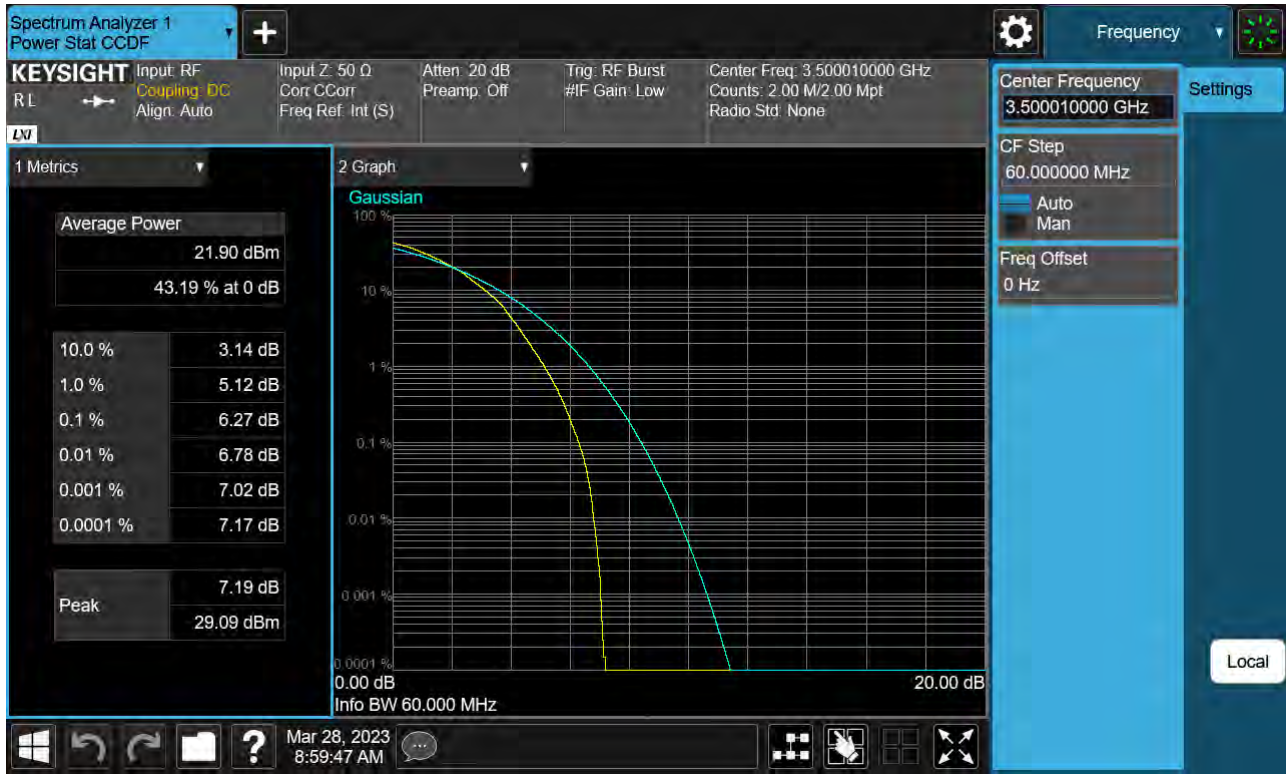 Spectrum Analyzer 1
Power Stat CCDF
+
Frequency
KEYSIGHT
RL
LXI
Input: RF
Coupling: DC
Align: Auto
Input Z: 50 Ω
Corr CCorr
Freq Ref: Int (S)
Atten: 20 dB
Preamp: Off
Trig: RF Burst
#IF Gain: Low
Center Freq: 3.500010000 GHz
Counts: 2.00 M/2.00 Mpt
Radio Std: None
Center Frequency
3.500010000 GHz
Settings
CF Step
60.000000 MHz
Auto
Man
Freq Offset
0 Hz
Local
1 Metrics
Average Power
21.90 dBm
43.19 % at 0 dB
10.0 % 3.14 dB
1.0 % 5.12 dB
0.1 % 6.27 dB
0.01 % 6.78 dB
0.001 % 7.02 dB
0.0001 % 7.17 dB
Peak 7.19 dB
29.09 dBm
2 Graph
Gaussian
100 %
10 %
1 %
0.1 %
0.01 %
0.001 %
0.0001 %
0.00 dB 20.00 dB
Info BW 60.000 MHz
?
Mar 28, 2023
8:59:47 AM